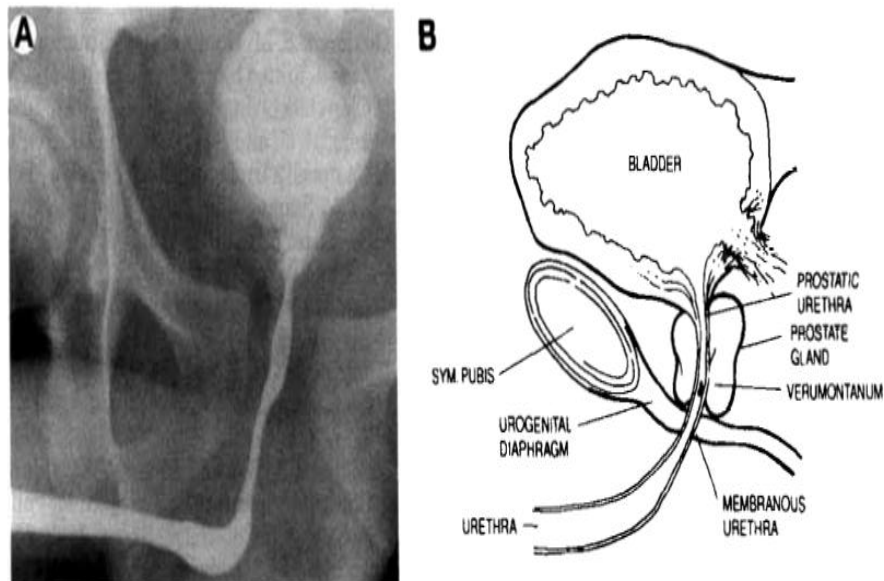 A
B
BLADDER
PROSTATIC
URETHRA
PROSTATE
GLAND
VERUMONTANUM
SYM. PUBIS
UROGENITAL
DIAPHRAGM
URETHRA
MEMBRANOUS
URETHRA